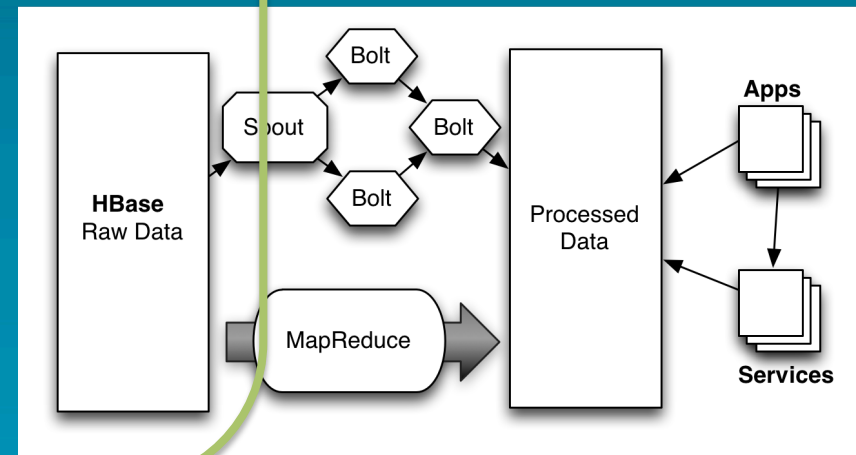 Bolt
Apps
Spout
Bolt
HBase
Raw Data
Bolt
Processed
Data
MapReduce
Services